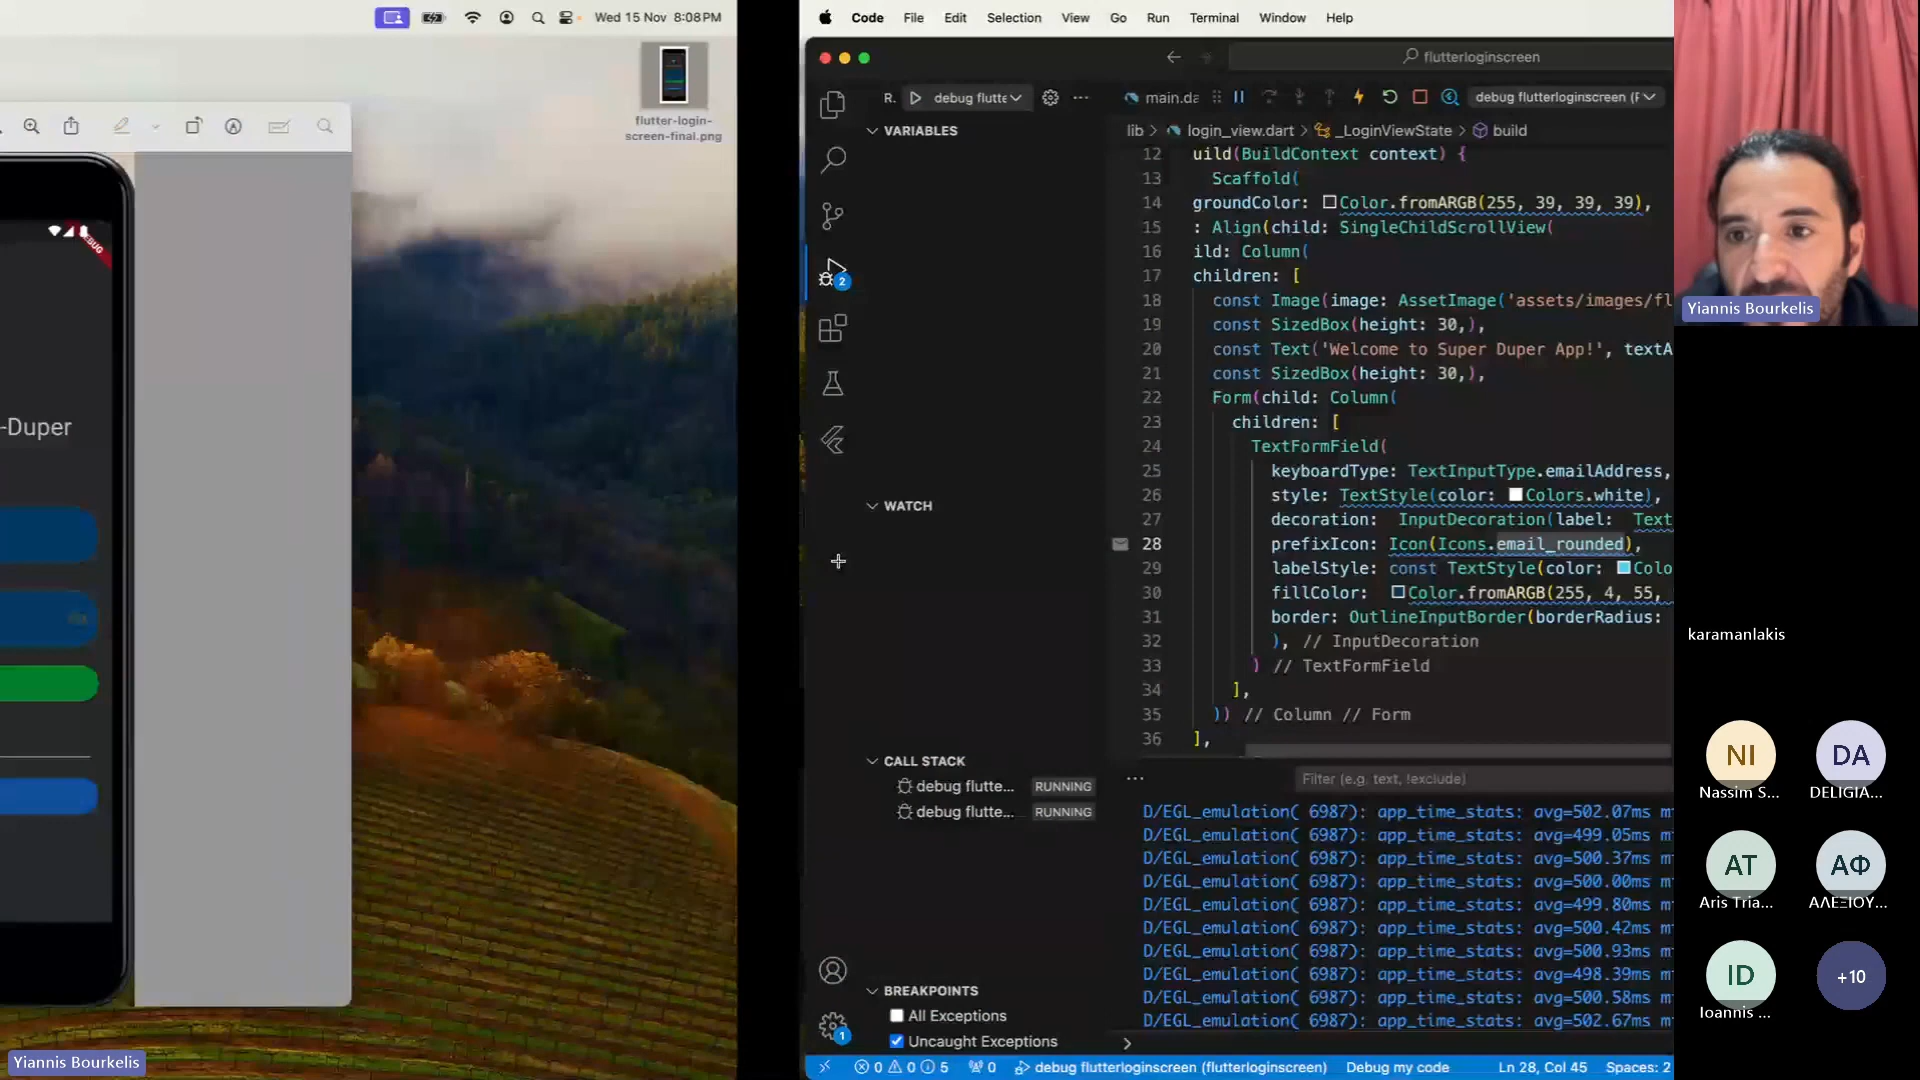 Wed 15 Nov 8:08PM
flutter-login-
screen-final.png
DEBUG
-Duper
Yiannis Bourkelis
Code File Edit Selection View Go Run Terminal Window Help
flutterloginscreen
R. debug flutte
main.da
debug flutterloginscreen (F
VARIABLES
lib > login_view.dart > _LoginViewState > build
12 uild(BuildContext context) {
13 Scaffold(
14 groundColor: Color.fromARGB(255, 39, 39, 39),
15 : Align(child: SingleChildScrollView(
16 ild: Column(
17 children: [
18 const Image(image: AssetImage('assets/images/fl
19 const SizedBox(height: 30,),
20 const Text('Welcome to Super Duper App!', textA
21 const SizedBox(height: 30,),
22 Form(child: Column(
23 children: [
24 TextFormField(
25 keyboardType: TextInputType.emailAddress,
26 style: TextStyle(color: Colors.white),
27 decoration: InputDecoration(label: Text
28 prefixIcon: Icon(Icons.email_rounded),
29 labelStyle: const TextStyle(color: Colo
30 fillColor: Color.fromARGB(255, 4, 55,
31 border: OutlineInputBorder(borderRadius:
32 ), // InputDecoration
33 ) // TextFormField
34 ],
35 )) // Column // Form
36 ],
2
WATCH
CALL STACK
debug flutte... RUNNING
debug flutte... RUNNING
BREAKPOINTS
All Exceptions
Uncaught Exceptions
1
... Filter (e.g. text, !exclude)
D/EGL_emulation( 6987): app_time_stats: avg=502.07ms m
D/EGL_emulation( 6987): app_time_stats: avg=499.05ms m
D/EGL_emulation( 6987): app_time_stats: avg=500.37ms m
D/EGL_emulation( 6987): app_time_stats: avg=500.00ms m
D/EGL_emulation( 6987): app_time_stats: avg=499.80ms m
D/EGL_emulation( 6987): app_time_stats: avg=500.42ms m
D/EGL_emulation( 6987): app_time_stats: avg=500.93ms m
D/EGL_emulation( 6987): app_time_stats: avg=498.39ms m
D/EGL_emulation( 6987): app_time_stats: avg=500.58ms m
D/EGL_emulation( 6987): app_time_stats: avg=502.67ms m
>
0 0 5 0 debug flutterloginscreen (flutterloginscreen) Debug my code Ln 28, Col 45 Spaces: 2
Yiannis Bourkelis
karamanlakis
NI DA
Nassim S... DELIGIA...
AT ΑΦ
Aris Tria... ΑΛΕΞΙΟΥ...
ID +10
Ioannis ...